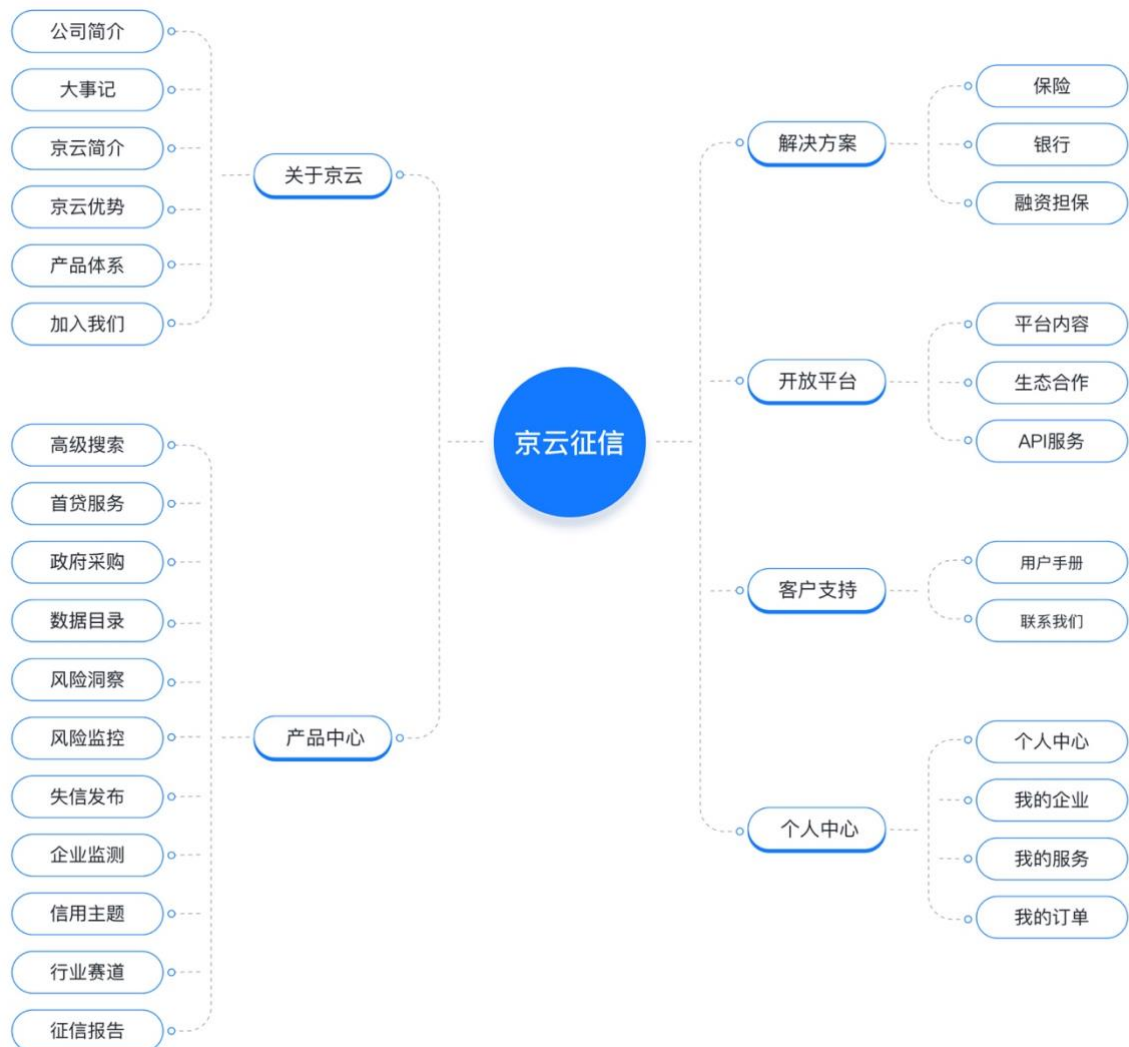 公司简介
大事记
京云简介
京云优势
产品体系
加入我们
关于京云
高级搜索
首贷服务
政府采购
数据目录
风险洞察
风险监控
失信发布
企业监测
信用主题
行业赛道
征信报告
产品中心
京云征信
解决方案
保险
银行
融资担保
开放平台
平台内容
生态合作
API服务
客户支持
用户手册
联系我们
个人中心
个人中心
我的企业
我的服务
我的订单